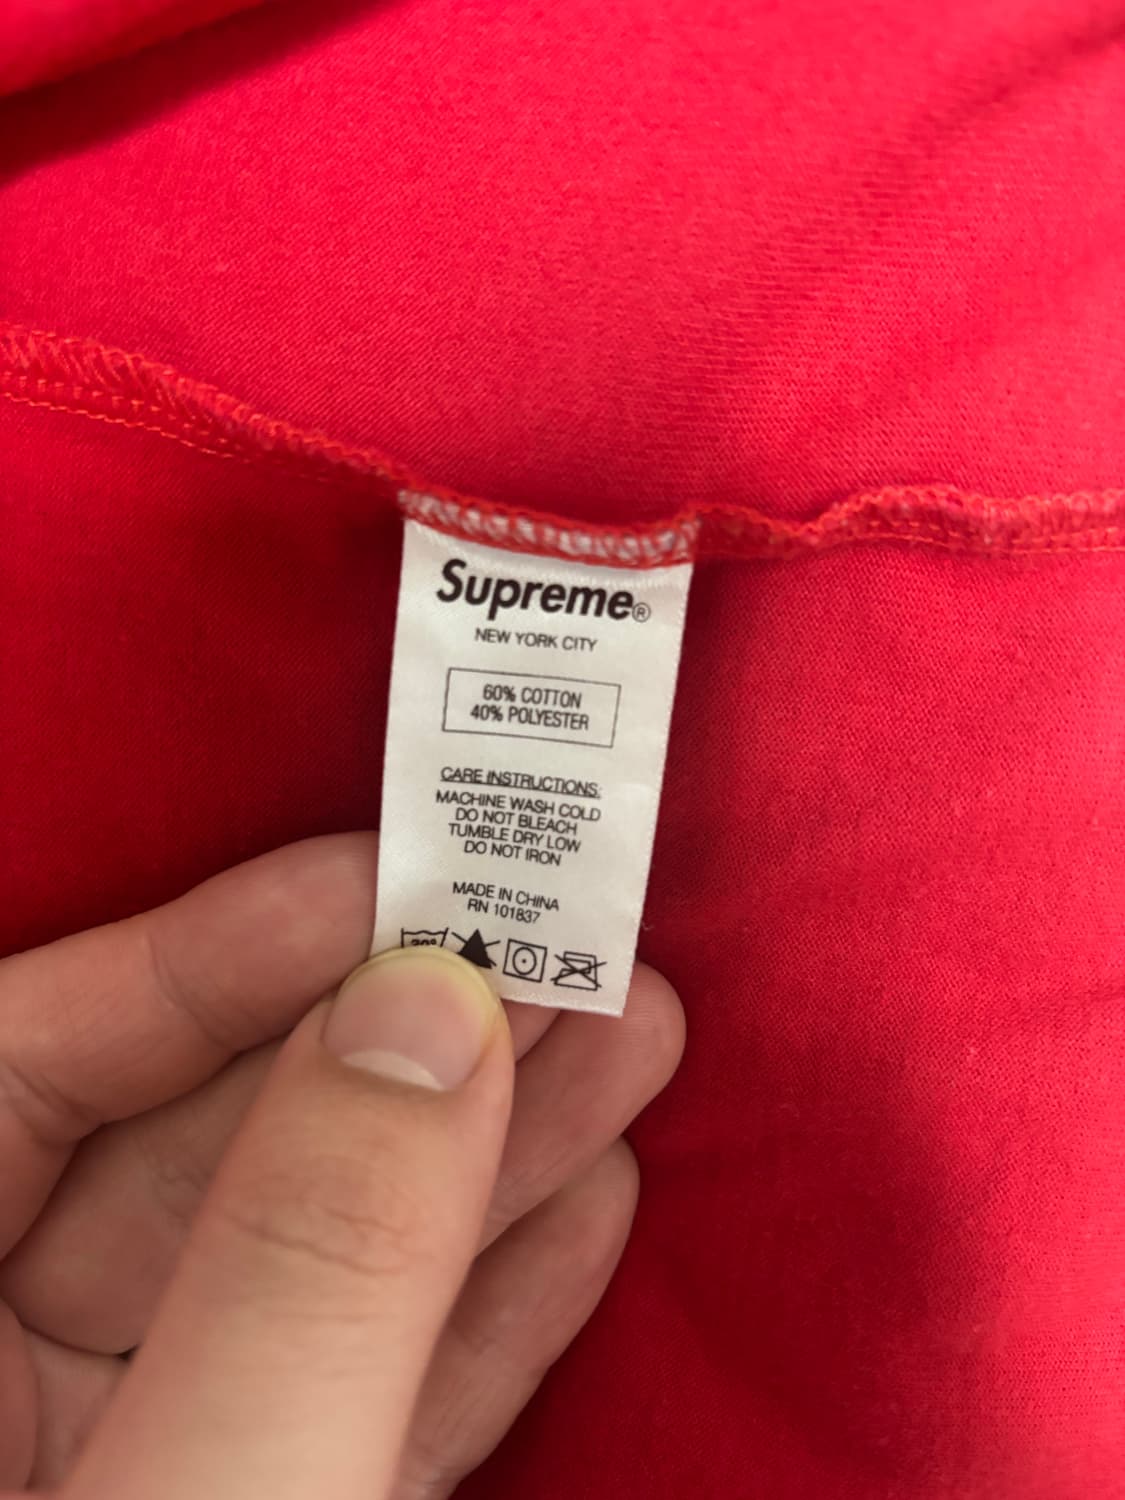 Supreme®
NEW YORK CITY
60% COTTON
40% POLYESTER
CARE INSTRUCTIONS:
MACHINE WASH COLD
DO NOT BLEACH
TUMBLE DRY LOW
DO NOT IRON
MADE IN CHINA
RN 101837
30°